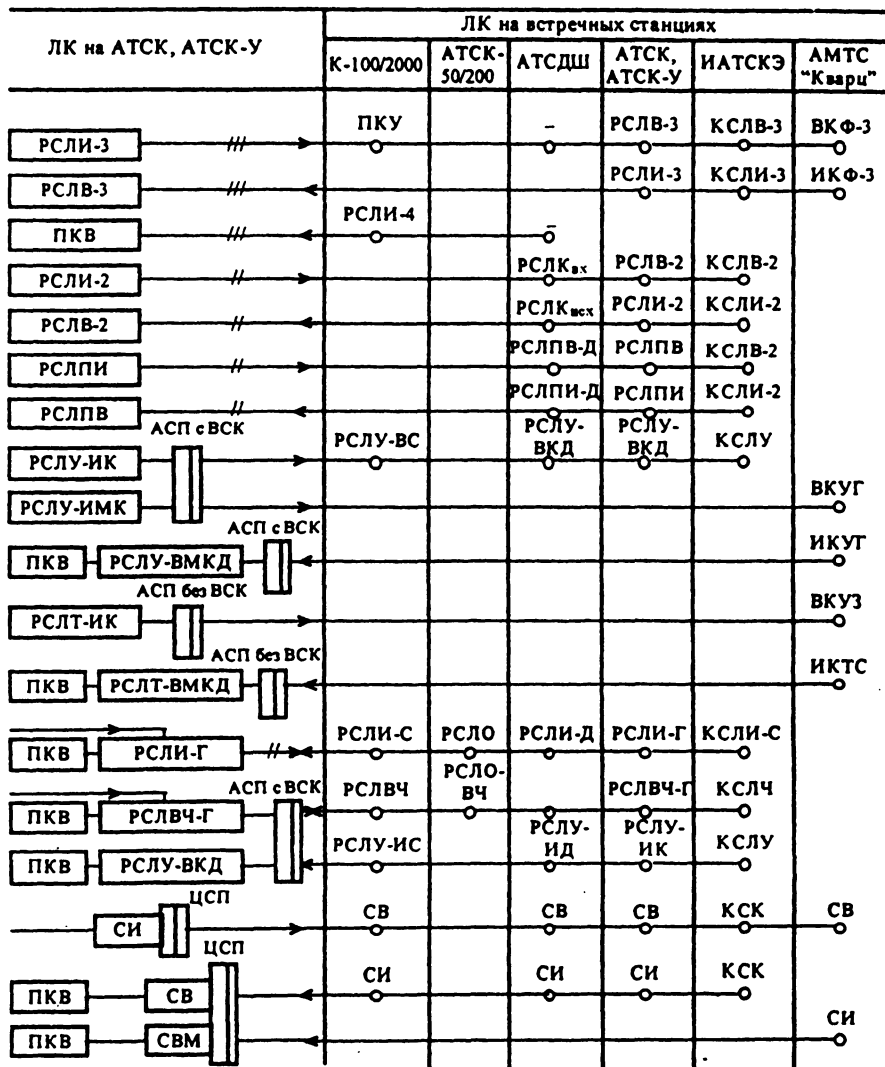 ЛК на АТСК, АТСК-У
ЛК на встречных станциях
К-100/2000
АТСК-50/200
АТСДШ
АТСК, АТСК-У
ИАТСКЭ
АМТС "Кварц"
ПКУ – РСЛВ-3 КСЛВ-3 ВКФ-3
РСЛИ-3
РСЛИ-3 КСЛИ-3 ИКФ-3
РСЛВ-3
РСЛИ-4 –
ПКВ
РСЛКвх РСЛВ-2 КСЛВ-2
РСЛИ-2
РСЛКисх РСЛИ-2 КСЛИ-2
РСЛВ-2
РСЛПВ-Д РСЛПВ КСЛВ-2
РСЛПИ
РСЛПИ-Д РСЛПИ КСЛИ-2
РСЛПВ
АСП с ВСК
РСЛУ-ВС РСЛУ-ВКД РСЛУ-ВКД КСЛУ
РСЛУ-ИК
ВКУГ
РСЛУ-ИМК
АСП с ВСК
ИКУГ
ПКВ РСЛУ-ВМКД
АСП без ВСК
ВКУЗ
РСЛТ-ИК
АСП без ВСК
ИКТС
ПКВ РСЛТ-ВМКД
РСЛИ-С РСЛО РСЛИ-Д РСЛИ-Г КСЛИ-С
ПКВ РСЛИ-Г
АСП с ВСК
РСЛВЧ РСЛО-ВЧ РСЛВЧ-Г КСЛЧ
ПКВ РСЛВЧ-Г
РСЛУ-ИС РСЛУ-ИД РСЛУ-ИК КСЛУ
ПКВ РСЛУ-ВКД
ЦСП
СВ СВ СВ КСК СВ
СИ
ЦСП
СИ СИ СИ КСК
ПКВ СВ
СИ
ПКВ СВМ